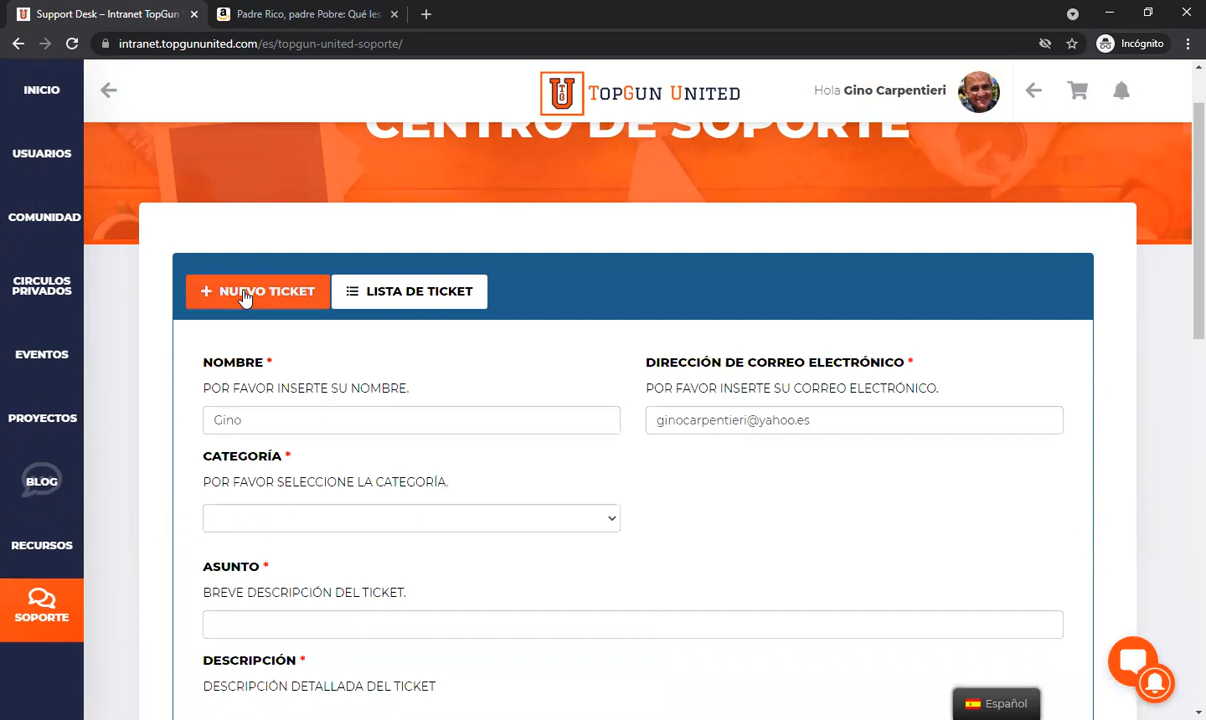 Support Desk – Intranet TopGun
Padre Rico, padre Pobre: Qué les
intranet.topgununited.com/es/topgun-united-soporte/
Incógnito
INICIO
USUARIOS
COMUNIDAD
CIRCULOS
PRIVADOS
EVENTOS
PROYECTOS
BLOG
RECURSOS
SOPORTE
TOPGUN UNITED
Hola Gino Carpentieri
CENTRO DE SOPORTE
NUEVO TICKET
LISTA DE TICKET
NOMBRE *
POR FAVOR INSERTE SU NOMBRE.
Gino
DIRECCIÓN DE CORREO ELECTRÓNICO *
POR FAVOR INSERTE SU CORREO ELECTRÓNICO.
ginocarpentieri@yahoo.es
CATEGORÍA *
POR FAVOR SELECCIONE LA CATEGORÍA.
ASUNTO *
BREVE DESCRIPCIÓN DEL TICKET.
DESCRIPCIÓN *
DESCRIPCIÓN DETALLADA DEL TICKET
Español